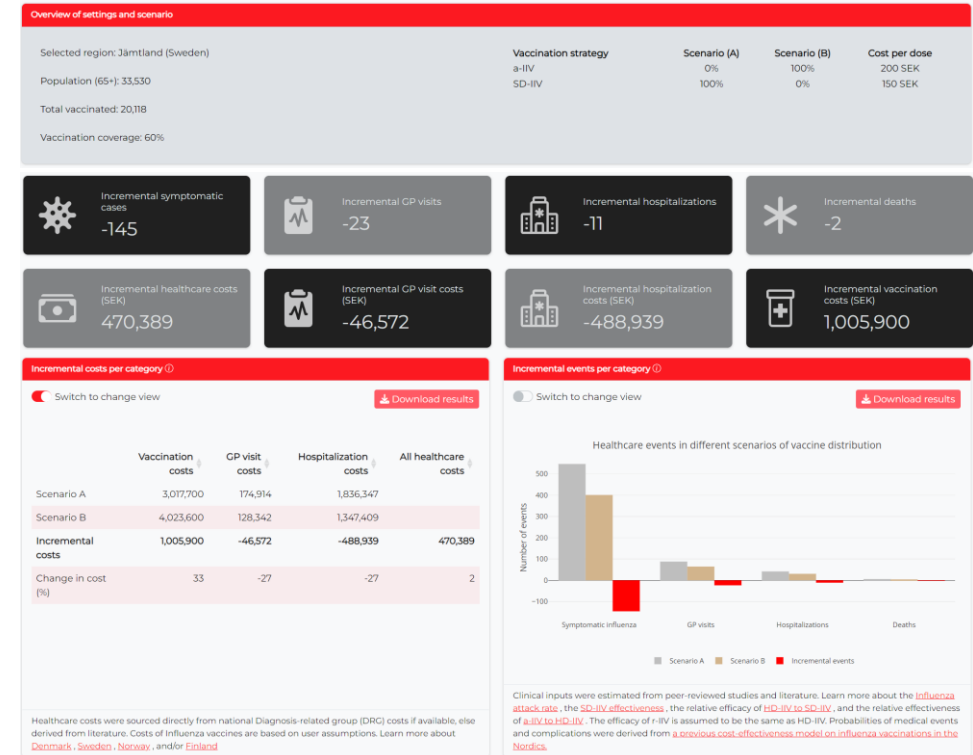 Overview of settings and scenario
Selected region: Jämtland (Sweden)
Population (65+): 33,530
Total vaccinated: 20,118
Vaccination coverage: 60%
Vaccination strategy Scenario (A) Scenario (B) Cost per dose
a-IIV 0% 100% 200 SEK
SD-IIV 100% 0% 150 SEK
Incremental symptomatic
cases
-145
Incremental GP visits
-23
Incremental hospitalizations
-11
Incremental deaths
-2
Incremental healthcare costs
(SEK)
470,389
Incremental GP visit costs
(SEK)
-46,572
Incremental hospitalization
costs (SEK)
-488,939
Incremental vaccination
costs (SEK)
1,005,900
Incremental costs per category
Switch to change view
Download results
Vaccination GP visit Hospitalization All healthcare
costs costs costs costs
Scenario A 3,017,700 174,914 1,836,347
Scenario B 4,023,600 128,342 1,347,409
Incremental 1,005,900 -46,572 -488,939 470,389
costs
Change in cost 33 -27 -27 2
(%)
Healthcare costs were sourced directly from national Diagnosis-related group (DRG) costs if available, else
derived from literature. Costs of Influenza vaccines are based on user assumptions. Learn more about
Denmark , Sweden , Norway , and/or Finland
Incremental events per category
Switch to change view
Download results
Healthcare events in different scenarios of vaccine distribution
Number of events
500
400
300
200
100
0
−100
Symptomatic influenza GP visits Hospitalizations Deaths
Scenario A Scenario B Incremental events
Clinical inputs were estimated from peer-reviewed studies and literature. Learn more about the Influenza
attack rate , the SD-IIV effectiveness , the relative efficacy of HD-IIV to SD-IIV , and the relative effectiveness
of a-IIV to HD-IIV . The efficacy of r-IIV is assumed to be the same as HD-IIV. Probabilities of medical events
and complications were derived from a previous cost-effectiveness model on influenza vaccinations in the
Nordics.